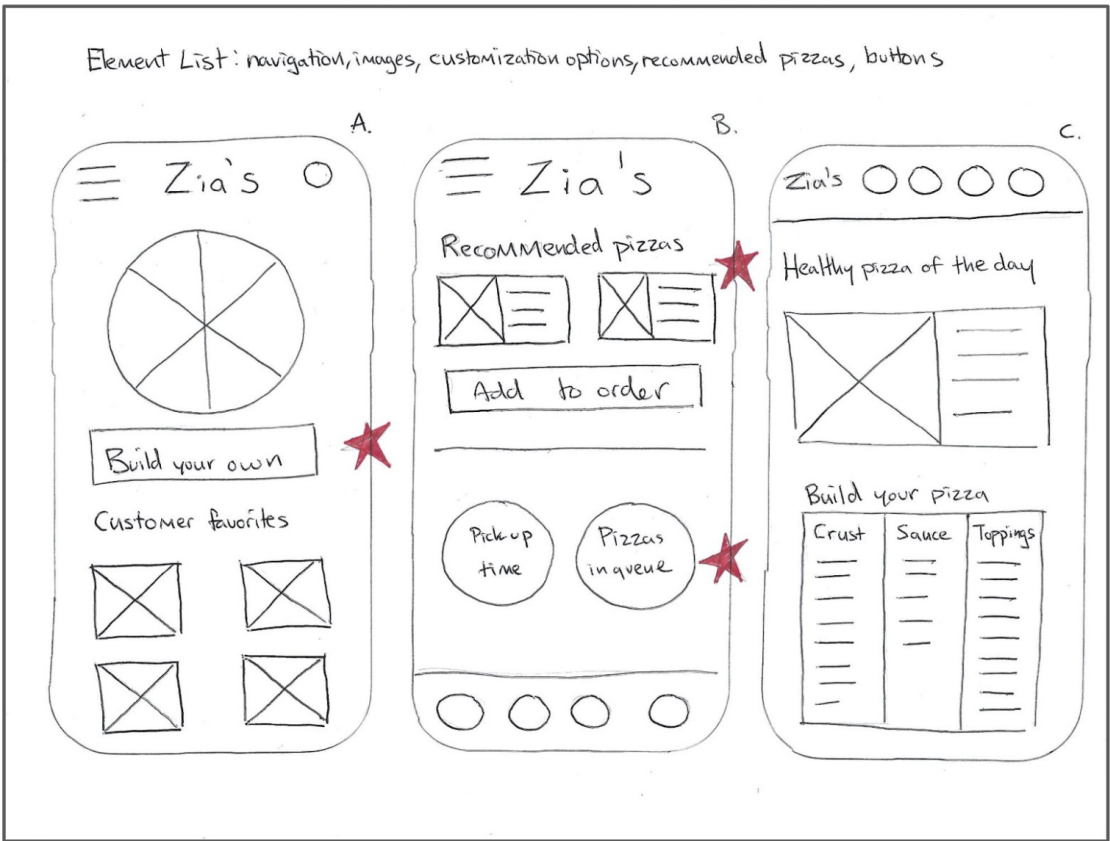 Element List: navigation, images, customization options, recommended pizzas, buttons
A.
Zia's
Build your own
Customer favorites
B.
Zia's
Recommended pizzas
Add to order
Pick up
time
Pizzas
in queue
C.
Zia's
Healthy pizza of the day
Build your pizza
Crust Sauce Toppings